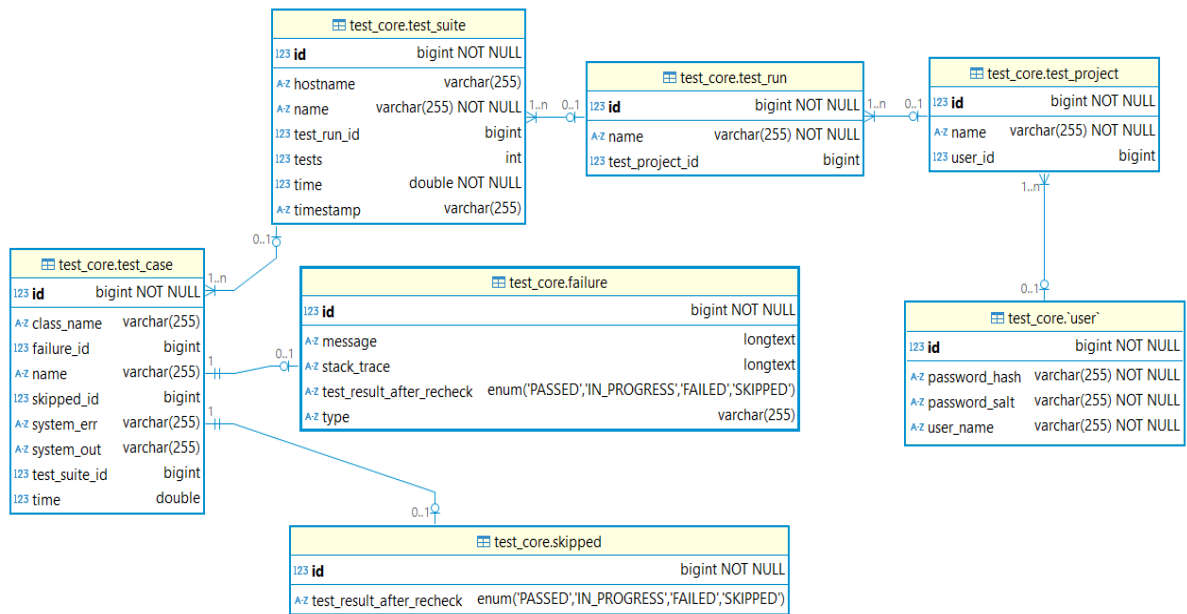 test_core.test_suite
123 id bigint NOT NULL
A-Z hostname varchar(255)
A-Z name varchar(255) NOT NULL
123 test_run_id bigint
123 tests int
123 time double NOT NULL
A-Z timestamp varchar(255)
1..n 0..1
test_core.test_run
123 id bigint NOT NULL
A-Z name varchar(255) NOT NULL
123 test_project_id bigint
1..n 0..1
test_core.test_project
123 id bigint NOT NULL
A-Z name varchar(255) NOT NULL
123 user_id bigint
1..n
0..1
test_core.`user`
123 id bigint NOT NULL
A-Z password_hash varchar(255) NOT NULL
A-Z password_salt varchar(255) NOT NULL
A-Z user_name varchar(255) NOT NULL
0..1
1..n
test_core.test_case
123 id bigint NOT NULL
A-Z class_name varchar(255)
123 failure_id bigint
A-Z name varchar(255)
123 skipped_id bigint
A-Z system_err varchar(255)
A-Z system_out varchar(255)
123 test_suite_id bigint
123 time double
1 0..1
test_core.failure
123 id bigint NOT NULL
A-Z message longtext
A-Z stack_trace longtext
A-Z test_result_after_recheck enum('PASSED','IN_PROGRESS','FAILED','SKIPPED')
A-Z type varchar(255)
1
0..1
test_core.skipped
123 id bigint NOT NULL
A-Z test_result_after_recheck enum('PASSED','IN_PROGRESS','FAILED','SKIPPED')